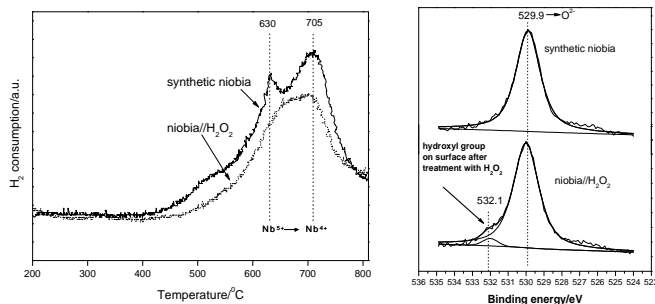 H₂ consumption/a.u.
630 705
synthetic niobia
niobia//H₂O₂
Nb⁵⁺ → Nb⁴⁺
200 300 400 500 600 700 800
Temperature/⁰C
529.9 → O²⁻
synthetic niobia
hydroxyl group
on surface after
treatment with H₂O₂
532.1
niobia//H₂O₂
536 535 534 533 532 531 530 529 528 527 526 525 524 523 522
Binding energy/eV